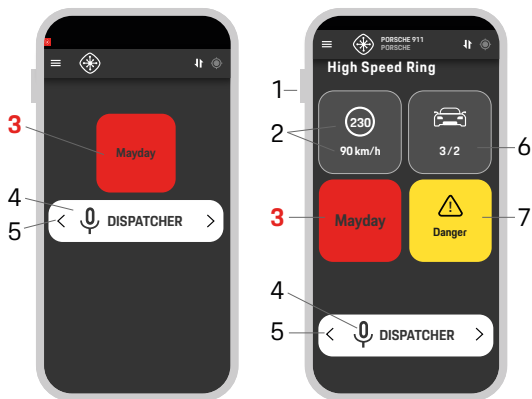 3
Mayday
4
5
DISPATCHER
PORSCHE 911
PORSCHE
High Speed Ring
1
2
230
90 km/h
3 / 2
6
3
Mayday
Danger
7
4
5
DISPATCHER